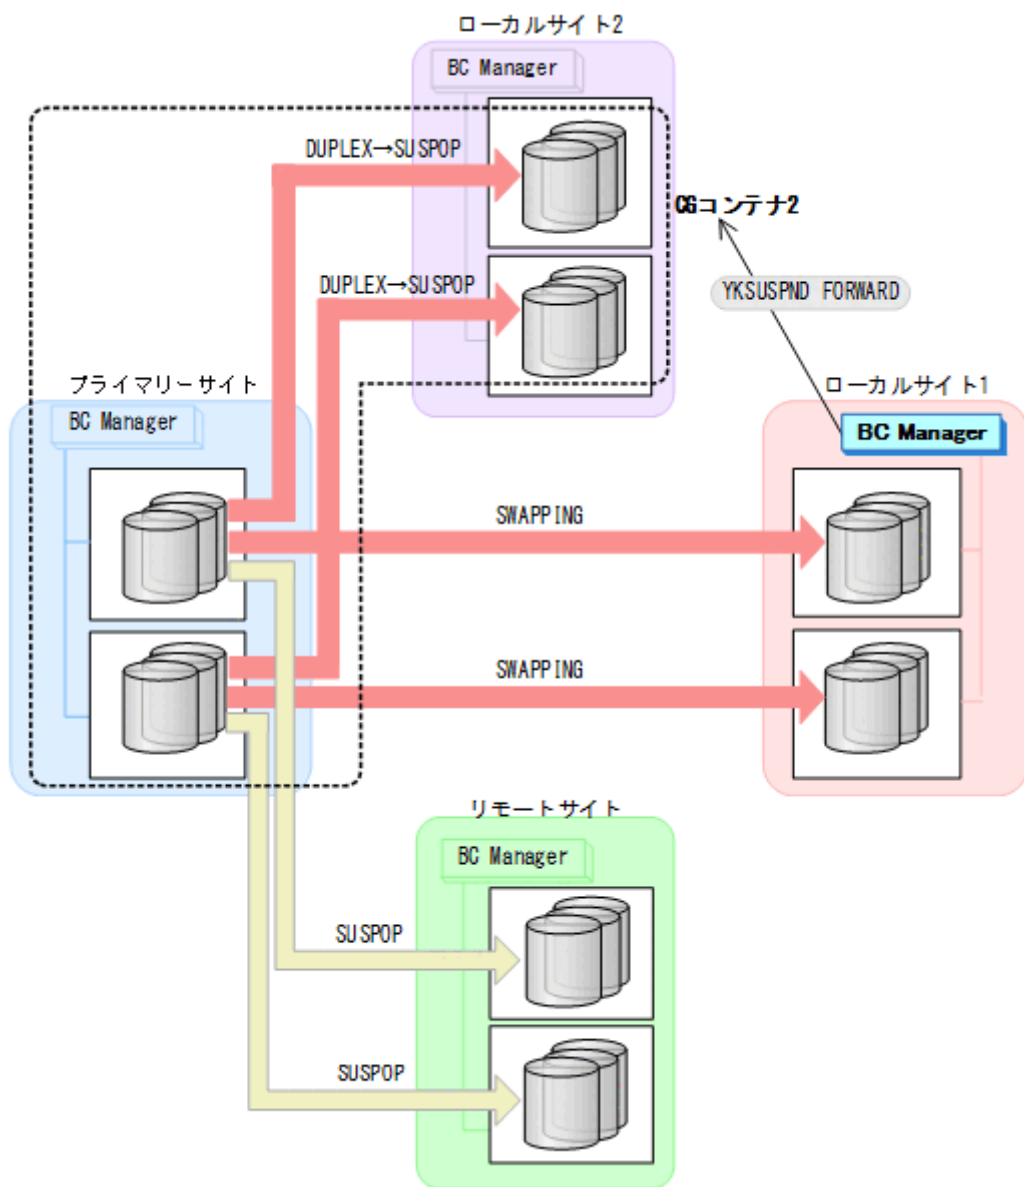 ローカルサイト2
BC Manager
DUPLEX→SUSPOP
CGコンテナ2
DUPLEX→SUSPOP
YKSUSPND FORWARD
プライマリーサイト
ローカルサイト1
BC Manager
BC Manager
SWAPPING
SWAPPING
リモートサイト
BC Manager
SUSPOP
SUSPOP